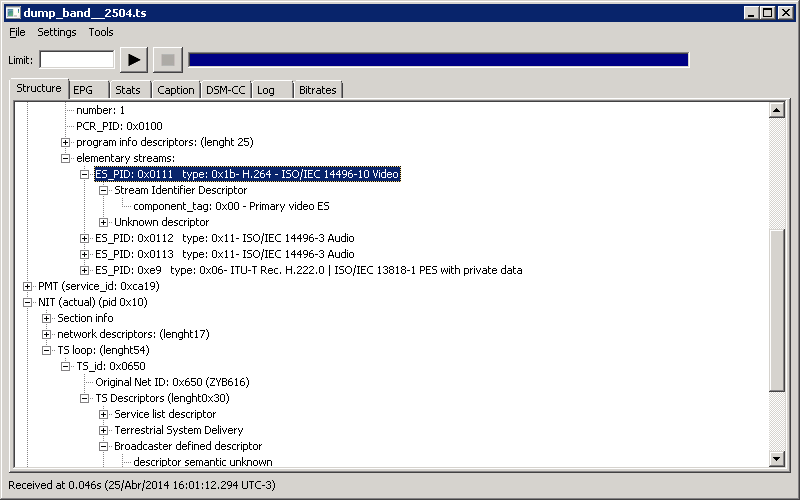 dump_band__2504.ts
File Settings Tools
Limit:
Structure EPG Stats Caption DSM-CC Log Bitrates
number: 1
PCR_PID: 0x0100
program info descriptors: (lenght 25)
elementary streams:
ES_PID: 0x0111 type: 0x1b- H.264 - ISO/IEC 14496-10 Video
Stream Identifier Descriptor
component_tag: 0x00 - Primary video ES
Unknown descriptor
ES_PID: 0x0112 type: 0x11- ISO/IEC 14496-3 Audio
ES_PID: 0x0113 type: 0x11- ISO/IEC 14496-3 Audio
ES_PID: 0xe9 type: 0x06- ITU-T Rec. H.222.0 | ISO/IEC 13818-1 PES with private data
PMT (service_id: 0xca19)
NIT (actual) (pid 0x10)
Section info
network descriptors: (lenght17)
TS loop: (lenght54)
TS_id: 0x0650
Original Net ID: 0x650 (ZYB616)
TS Descriptors (lenght0x30)
Service list descriptor
Terrestrial System Delivery
Broadcaster defined descriptor
descriptor semantic unknown
Received at 0.046s (25/Abr/2014 16:01:12.294 UTC-3)